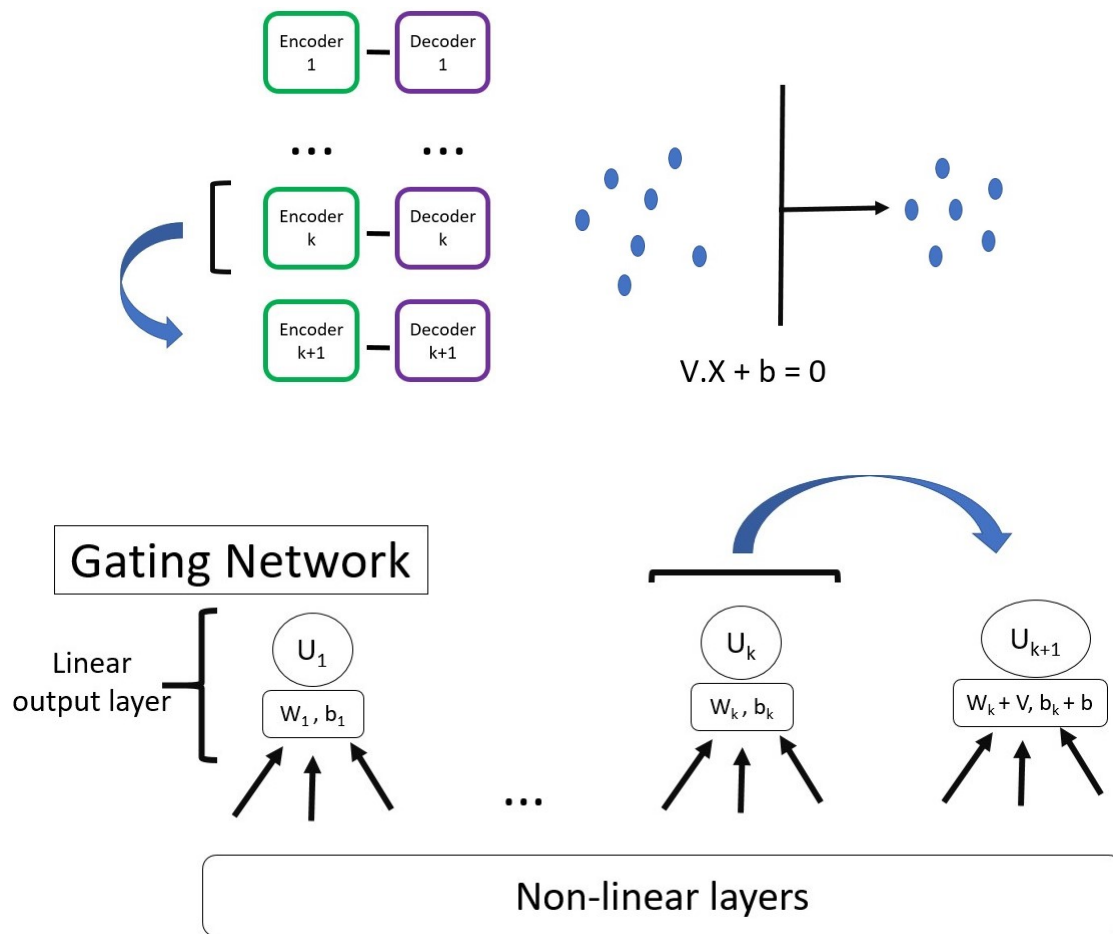 Encoder
1
Decoder
1
... ...
Encoder
k
Decoder
k
Encoder
k+1
Decoder
k+1
V.X + b = 0
Gating Network
Linear
output layer
U₁
W₁ , b₁
...
Uₖ
Wₖ , bₖ
Uₖ₊₁
Wₖ + V, bₖ + b
Non-linear layers